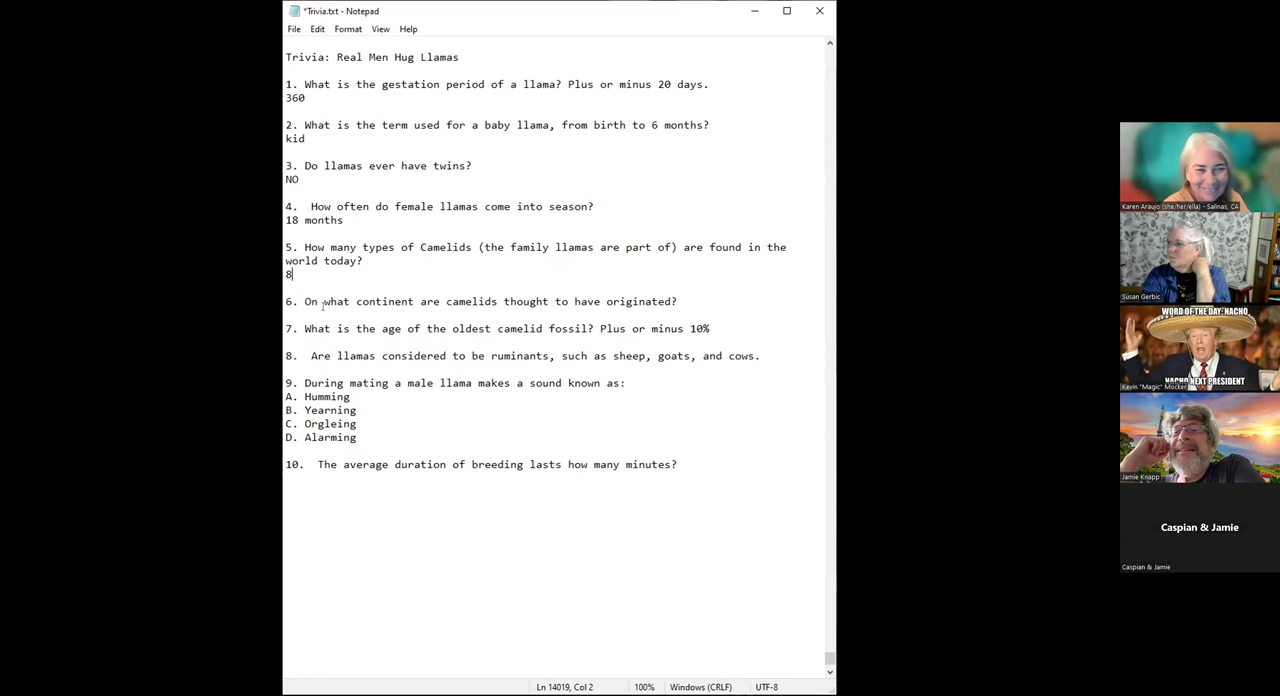 *Trivia.txt - Notepad
File Edit Format View Help
Trivia: Real Men Hug Llamas
1. What is the gestation period of a llama? Plus or minus 20 days.
360
2. What is the term used for a baby llama, from birth to 6 months?
kid
3. Do llamas ever have twins?
NO
4.  How often do female llamas come into season?
18 months
5. How many types of Camelids (the family llamas are part of) are found in the
world today?
8
6. On what continent are camelids thought to have originated?
7. What is the age of the oldest camelid fossil? Plus or minus 10%
8.  Are llamas considered to be ruminants, such as sheep, goats, and cows.
9. During mating a male llama makes a sound known as:
A. Humming
B. Yearning
C. Orgleing
D. Alarming
10.  The average duration of breeding lasts how many minutes?
Ln 14019, Col 2 100% Windows (CRLF) UTF-8
Karen Araujo (she/her/ella) - Salinas, CA
Susan Gerbic
WORD OF THE DAY: NACHO
NACHO NEXT PRESIDENT
Kevin "Magic" Mocker
Jamie Knapp
Caspian & Jamie
Caspian & Jamie